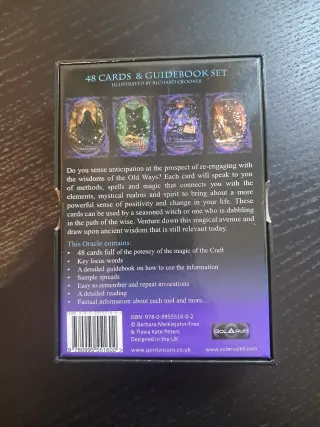 48 CARDS & GUIDEBOOK SET
ILLUSTRATED BY RICHARD CROOKES
Do you sense anticipation at the prospect of re-engaging with
the wisdoms of the Old Ways? Each card will speak to you
of methods, spells and magic that connects you with the
elements, mystical realms and spirit to bring about a more
powerful sense of positivity and change in your life. These
cards can be used by a seasoned witch or one who is dabbling
in the path of the wise. Venture down this magical avenue and
draw upon ancient wisdom that is still relevant today.
This Oracle contains:
• 48 cards full of the potency of the magic of the Craft
• Key focus words
• A detailed guidebook on how to use the information
• Sample spreads
• Easy to remember and repeat invocations
• A detailed reading
• Factual information about each tool and more...
ISBN: 978-0-9955516-0-2
© Barbara Meiklejohn-Free
& Flavia Kate Peters
Designed in the UK
SOLARUS
www.spiritvisions.co.uk
www.solarusltd.com